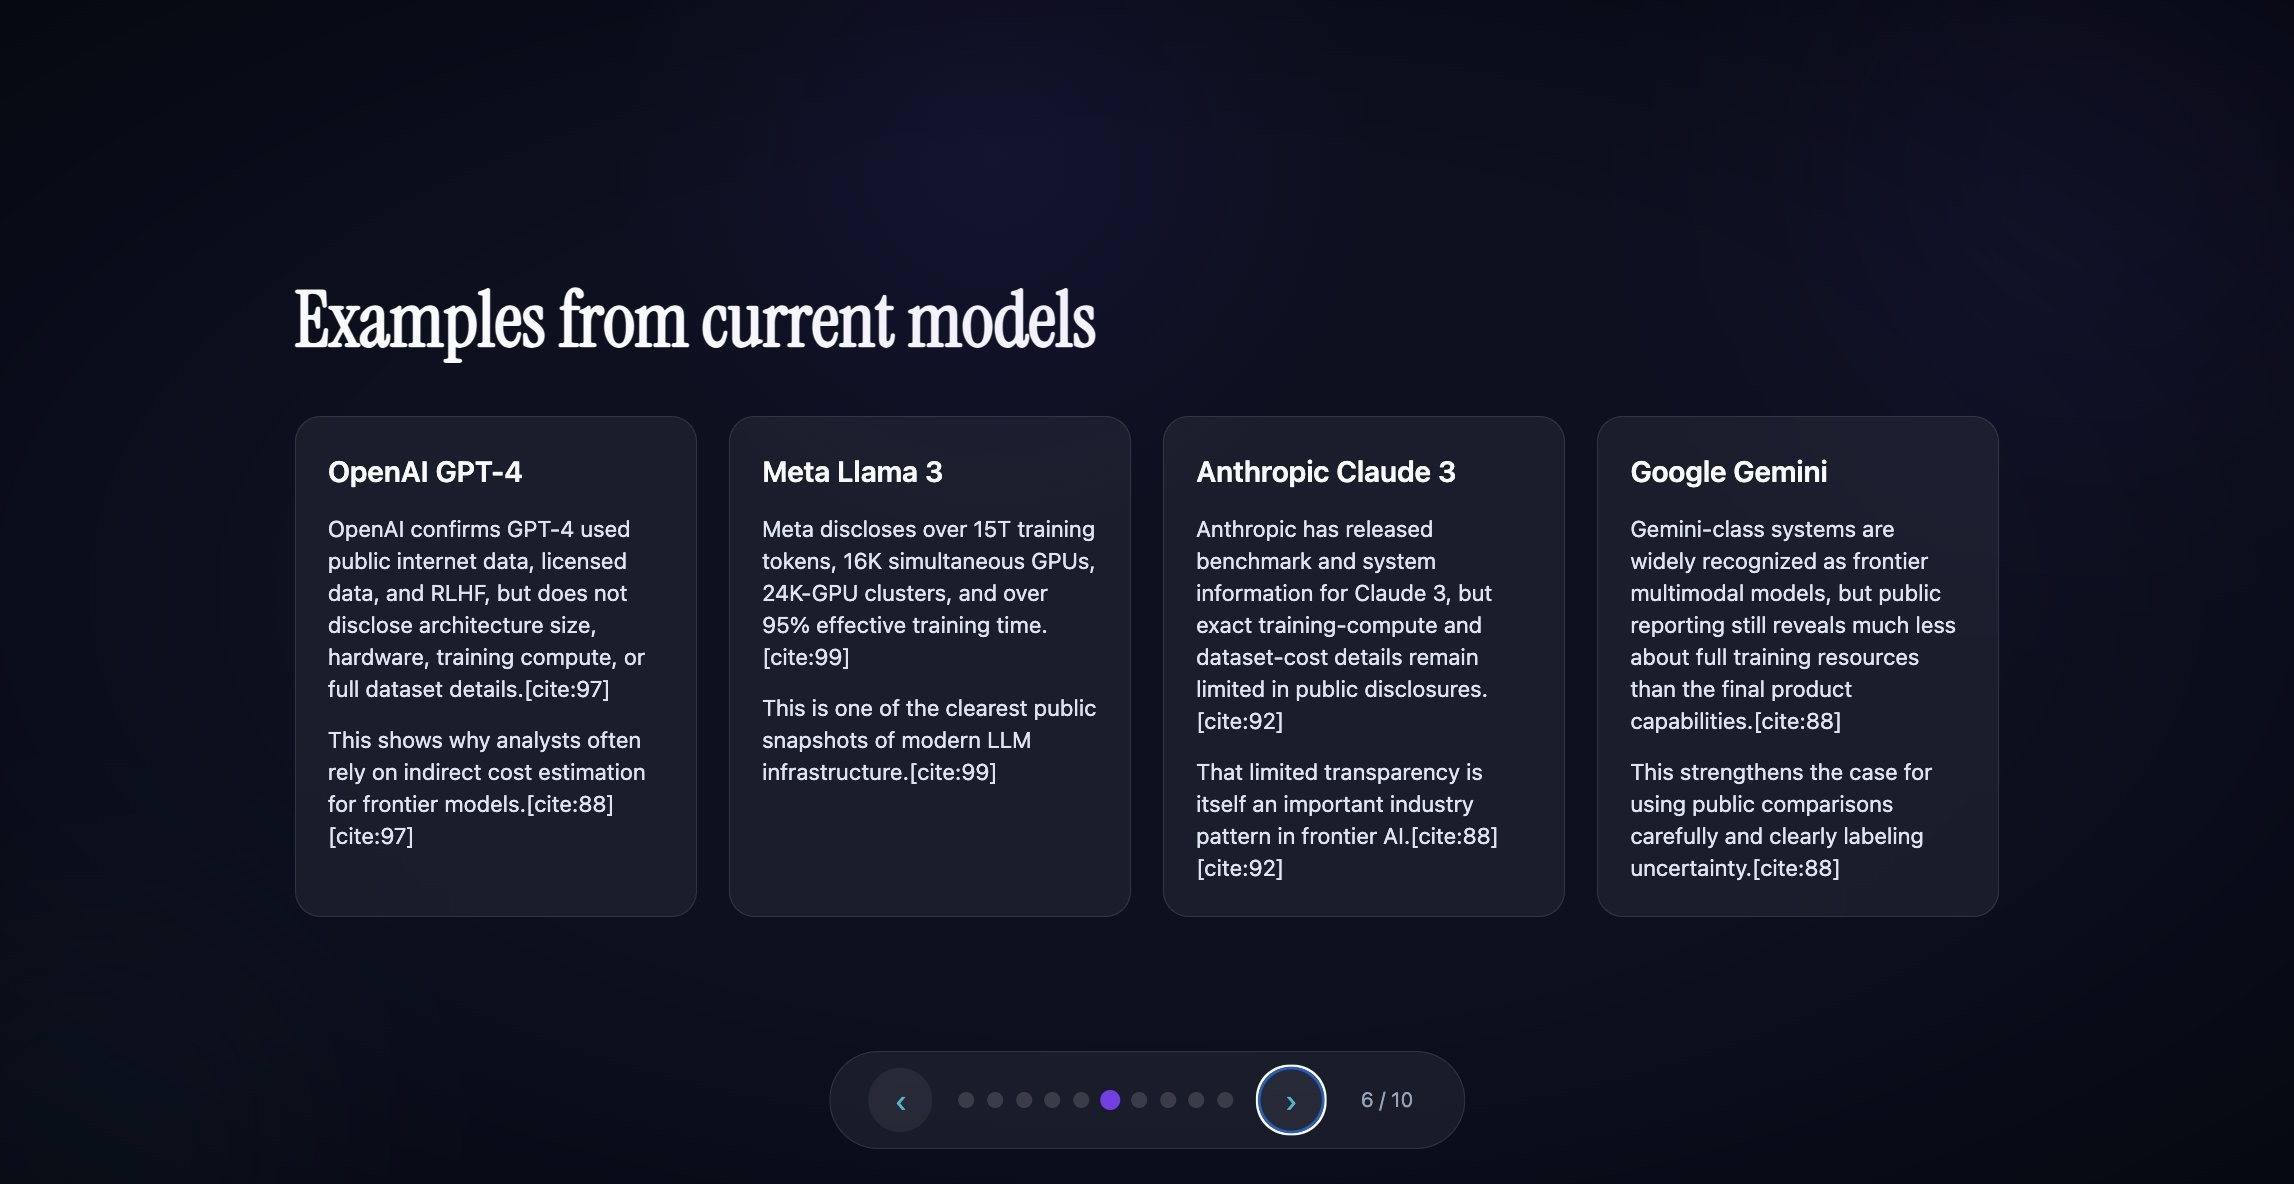 Examples from current models
OpenAI GPT-4
OpenAI confirms GPT-4 used
public internet data, licensed
data, and RLHF, but does not
disclose architecture size,
hardware, training compute, or
full dataset details.[cite:97]
This shows why analysts often
rely on indirect cost estimation
for frontier models.[cite:88]
[cite:97]
Meta Llama 3
Meta discloses over 15T training
tokens, 16K simultaneous GPUs,
24K-GPU clusters, and over
95% effective training time.
[cite:99]
This is one of the clearest public
snapshots of modern LLM
infrastructure.[cite:99]
Anthropic Claude 3
Anthropic has released
benchmark and system
information for Claude 3, but
exact training-compute and
dataset-cost details remain
limited in public disclosures.
[cite:92]
That limited transparency is
itself an important industry
pattern in frontier AI.[cite:88]
[cite:92]
Google Gemini
Gemini-class systems are
widely recognized as frontier
multimodal models, but public
reporting still reveals much less
about full training resources
than the final product
capabilities.[cite:88]
This strengthens the case for
using public comparisons
carefully and clearly labeling
uncertainty.[cite:88]
‹ › 6 / 10